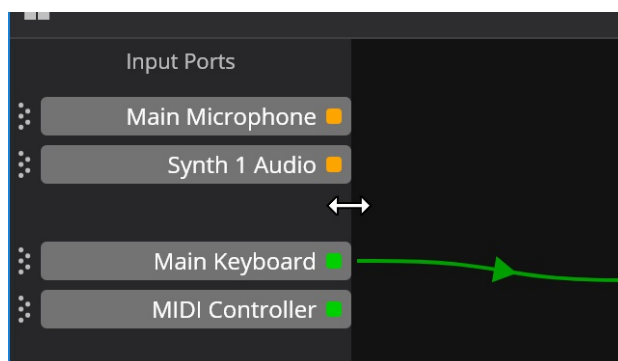 Input Ports
Main Microphone
Synth 1 Audio
Main Keyboard
MIDI Controller